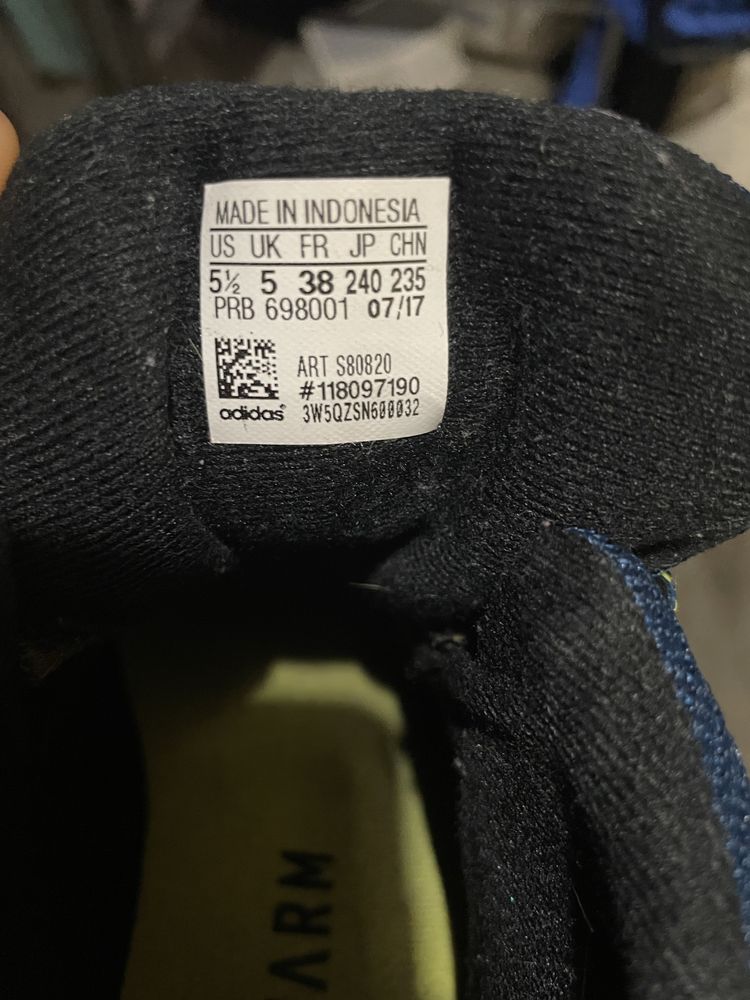 MADE IN INDONESIA
US UK FR JP CHN
5½ 5 38 240 235
PRB 698001 07/17
ART S80820
#118097190
adidas® 3W5QZSN600032
ARM